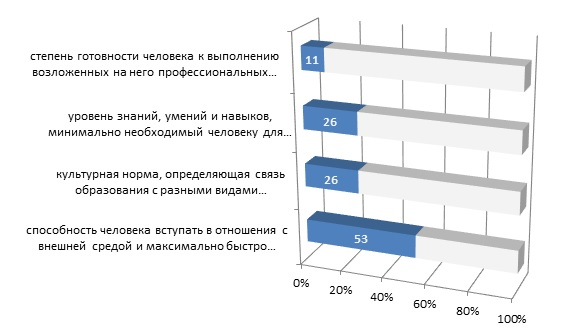 степень готовности человека к выполнению
возложенных на него профессиональных...
11
уровень знаний, умений и навыков,
минимально необходимый человеку для...
26
культурная норма, определяющая связь
образования с разными видами...
26
способность человека вступать в отношения с
внешней средой и максимально быстро...
53
0%
20%
40%
60%
80%
100%